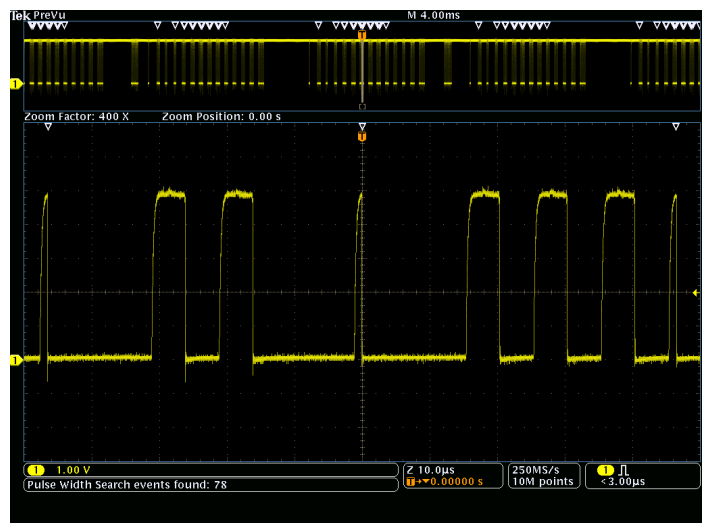 Tek PreVu M 4.00ms
T
1
Zoom Factor: 400 X Zoom Position: 0.00 s
T
1
1 1.00 V
Z 10.0µs
T→▼0.00000 s
250MS/s
10M points
1
<3.00µs
Pulse Width Search events found: 78